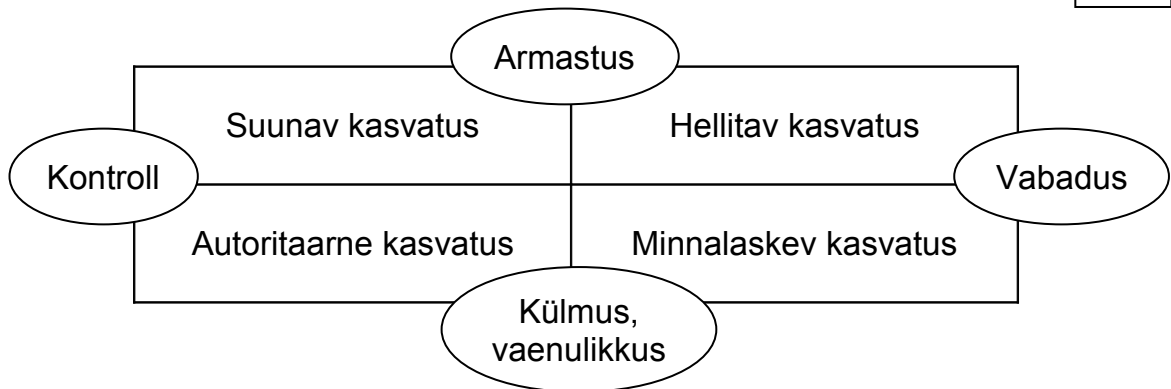 Armastus
Suunav kasvatus
Hellitav kasvatus
Kontroll
Vabadus
Autoritaarne kasvatus
Minnalaskev kasvatus
Külmus,
vaenulikkus